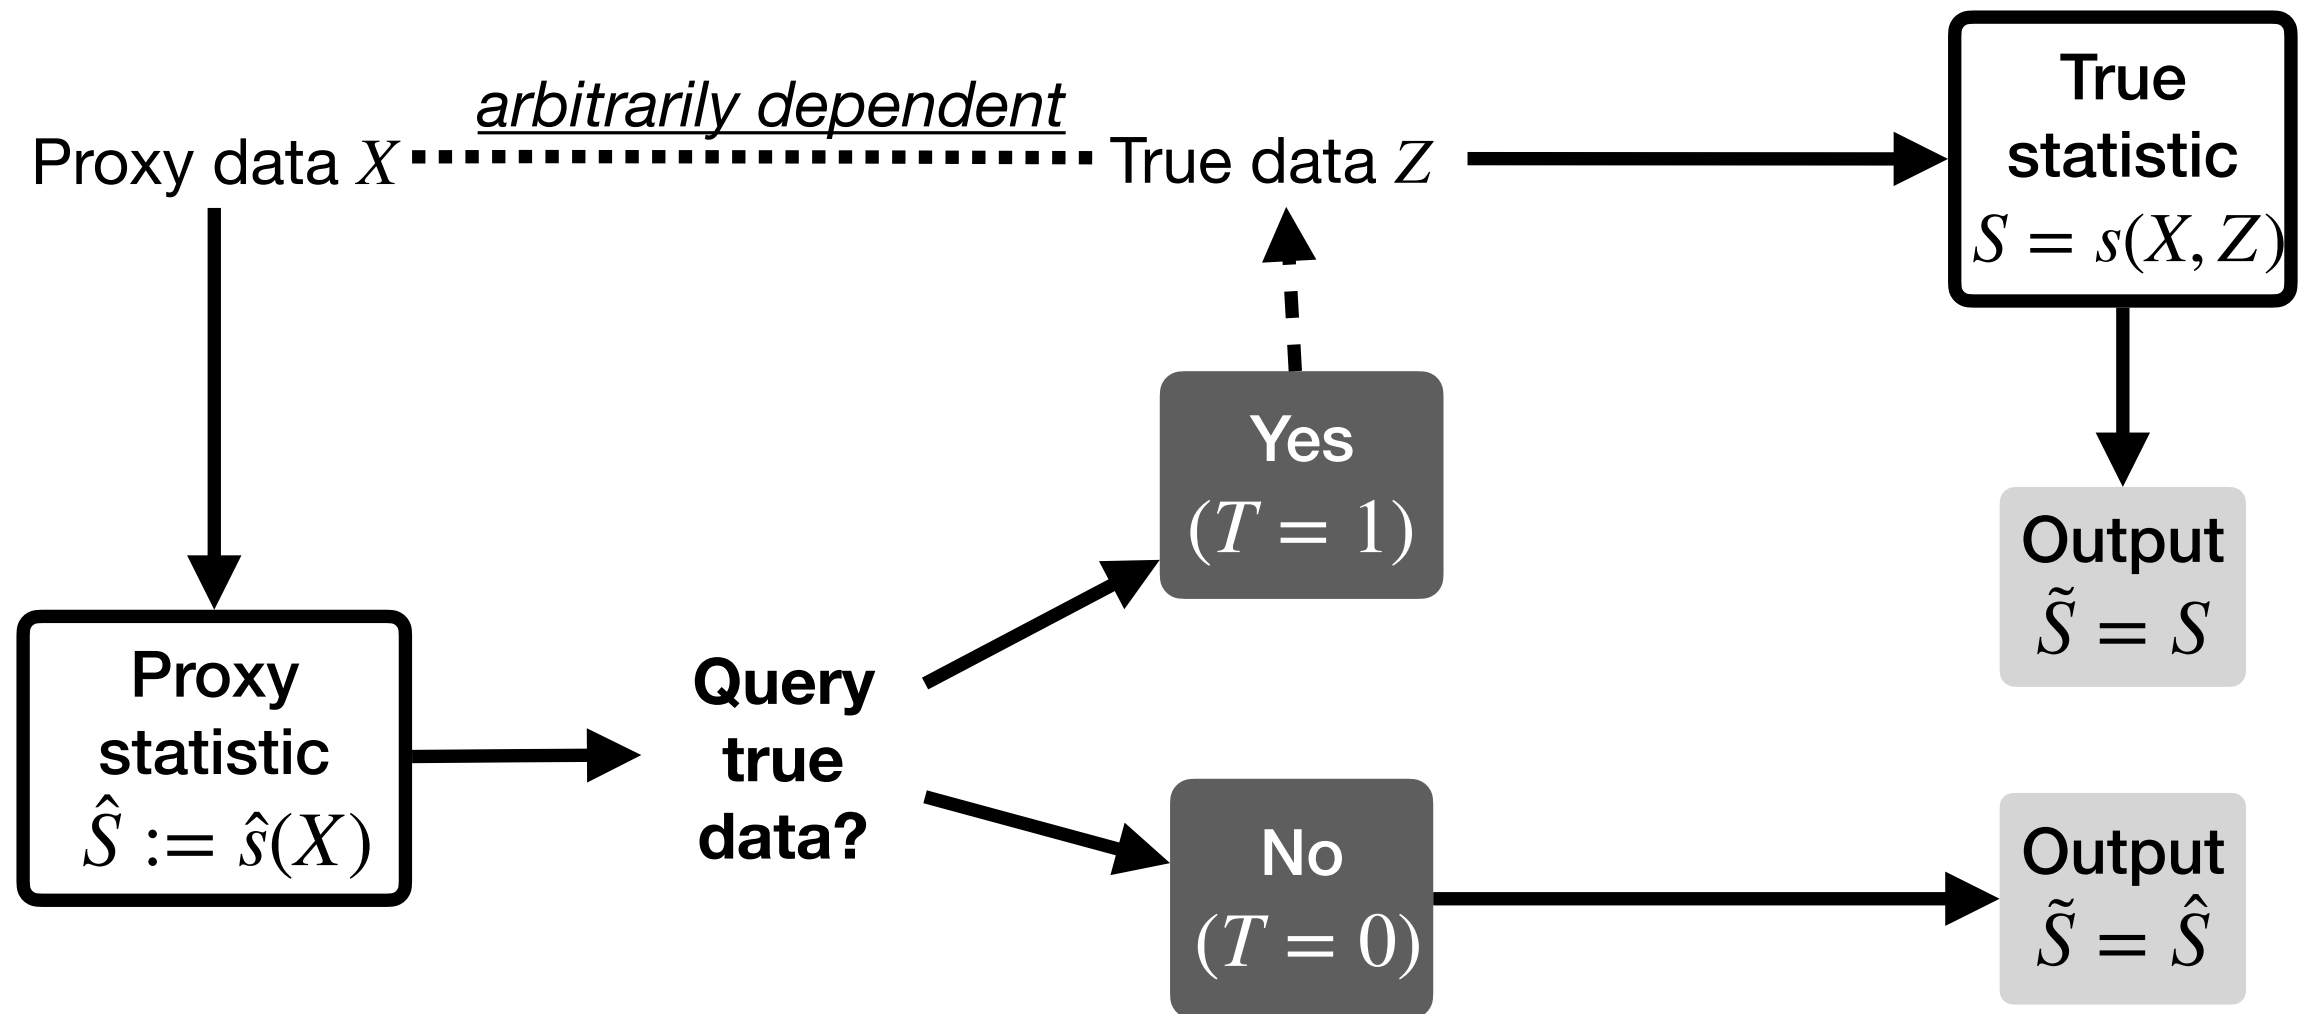 arbitrarily dependent
Proxy data X
True data Z
True
statistic
S = s(X, Z)
Proxy
statistic
Ŝ := ŝ(X)
Query
true
data?
Yes
(T = 1)
No
(T = 0)
Output
S̃ = S
Output
S̃ = Ŝ